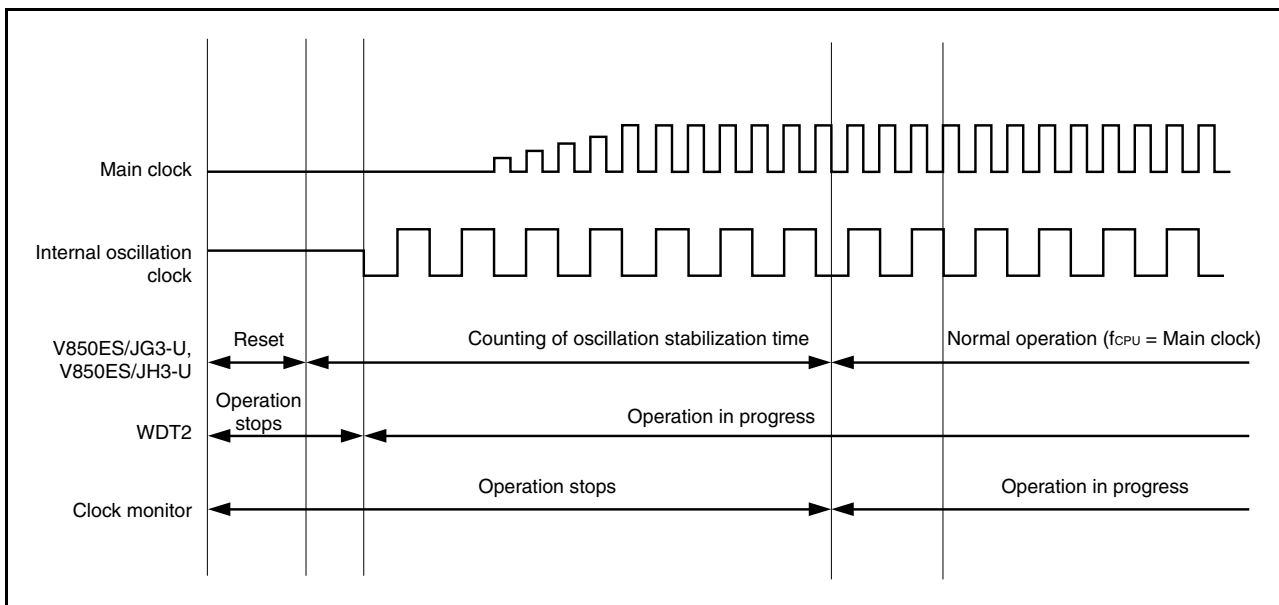 Main clock
Internal oscillation
clock
V850ES/JG3-U,
V850ES/JH3-U
Reset
Counting of oscillation stabilization time
Normal operation (fCPU = Main clock)
WDT2
Operation
stops
Operation in progress
Clock monitor
Operation stops
Operation in progress